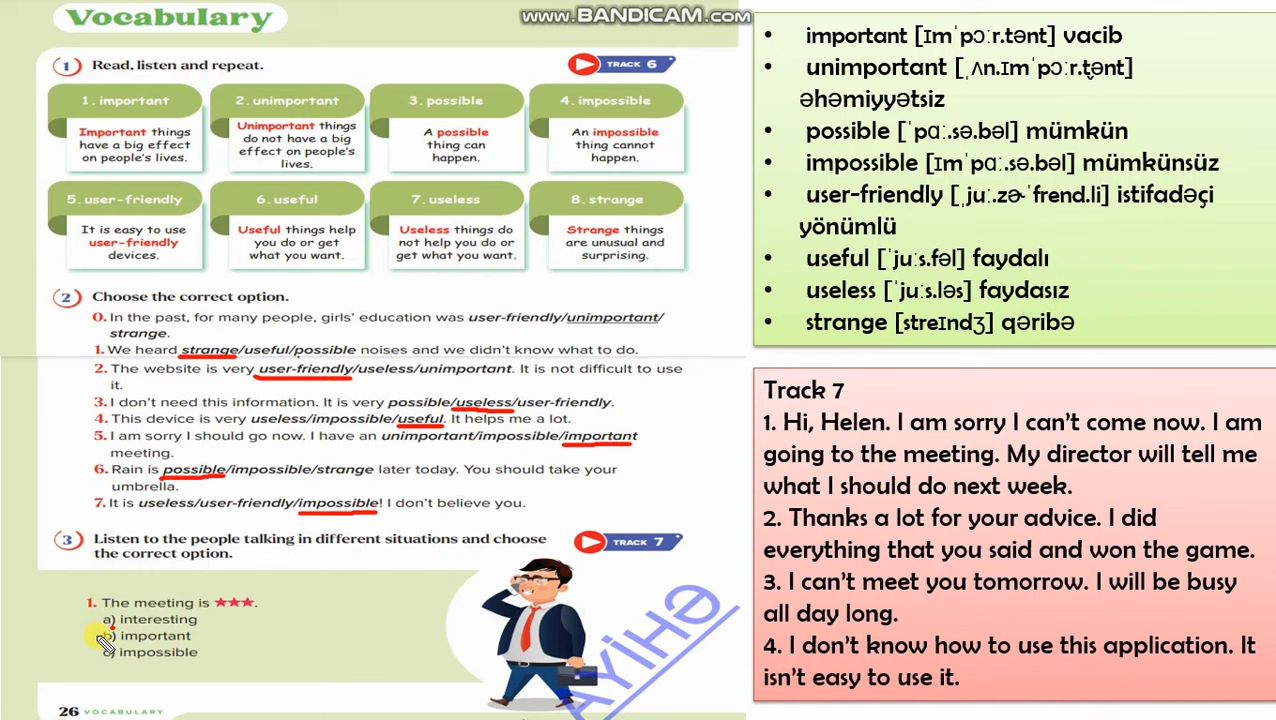 Vocabulary
www.BANDICAM.com
1 Read, listen and repeat.
TRACK 6
1. important
Important things
have a big effect
on people's lives.
2. unimportant
Unimportant things
do not have a big
effect on people's
lives.
3. possible
A possible
thing can
happen.
4. impossible
An impossible
thing cannot
happen.
5. user-friendly
It is easy to use
user-friendly
devices.
6. useful
Useful things help
you do or get
what you want.
7. useless
Useless things do
not help you do or
get what you want.
8. strange
Strange things
are unusual and
surprising.
2 Choose the correct option.
0. In the past, for many people, girls' education was user-friendly/unimportant/
strange.
1. We heard strange/useful/possible noises and we didn't know what to do.
2. The website is very user-friendly/useless/unimportant. It is not difficult to use
it.
3. I don't need this information. It is very possible/useless/user-friendly.
4. This device is very useless/impossible/useful. It helps me a lot.
5. I am sorry I should go now. I have an unimportant/impossible/important
meeting.
6. Rain is possible/impossible/strange later today. You should take your
umbrella.
7. It is useless/user-friendly/impossible! I don't believe you.
3 Listen to the people talking in different situations and choose
the correct option.
TRACK 7
1. The meeting is ★★★.
a) interesting
b) important
c) impossible
AYİHƏ
26 VOCABULARY
• important [ɪmˈpɔːr.tənt] vacib
• unimportant [ˌʌn.ɪmˈpɔːr.t̬ənt]
əhəmiyyətsiz
• possible [ˈpɑː.sə.bəl] mümkün
• impossible [ɪmˈpɑː.sə.bəl] mümkünsüz
• user-friendly [ˌjuː.zɚˈfrend.li] istifadəçi
yönümlü
• useful [ˈjuːs.fəl] faydalı
• useless [ˈjuːs.ləs] faydasız
• strange [streɪndʒ] qəribə
Track 7
1. Hi, Helen. I am sorry I can't come now. I am
going to the meeting. My director will tell me
what I should do next week.
2. Thanks a lot for your advice. I did
everything that you said and won the game.
3. I can't meet you tomorrow. I will be busy
all day long.
4. I don't know how to use this application. It
isn't easy to use it.